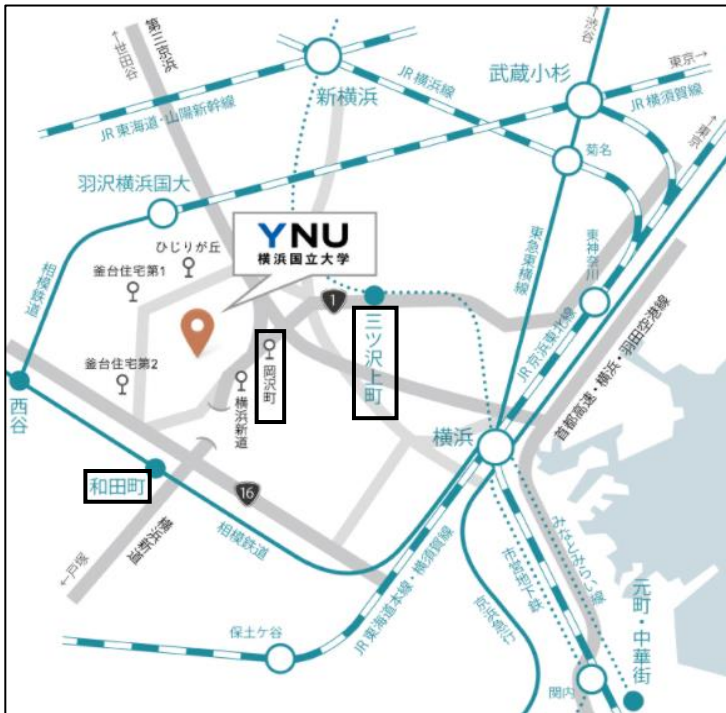 第三京浜
←世田谷
JR東海道・山陽新幹線
新横浜
JR横浜線
←渋谷
武蔵小杉
東京→
JR横須賀線
→東京
菊名
羽沢横浜国大
ひじりが丘
YNU
横浜国立大学
釜台住宅第1
相模鉄道
1
三ツ沢上町
東急東横線
東神奈川
JR京浜東北線
首都高速・横浜・羽田空港線
釜台住宅第2
岡沢町
横浜新道
西谷
和田町
16
横浜
相模鉄道
横浜新道
←戸塚
JR東海道本線・横須賀線
保土ケ谷
京浜急行
市営地下鉄
みなとみらい線
元町・中華街
関内